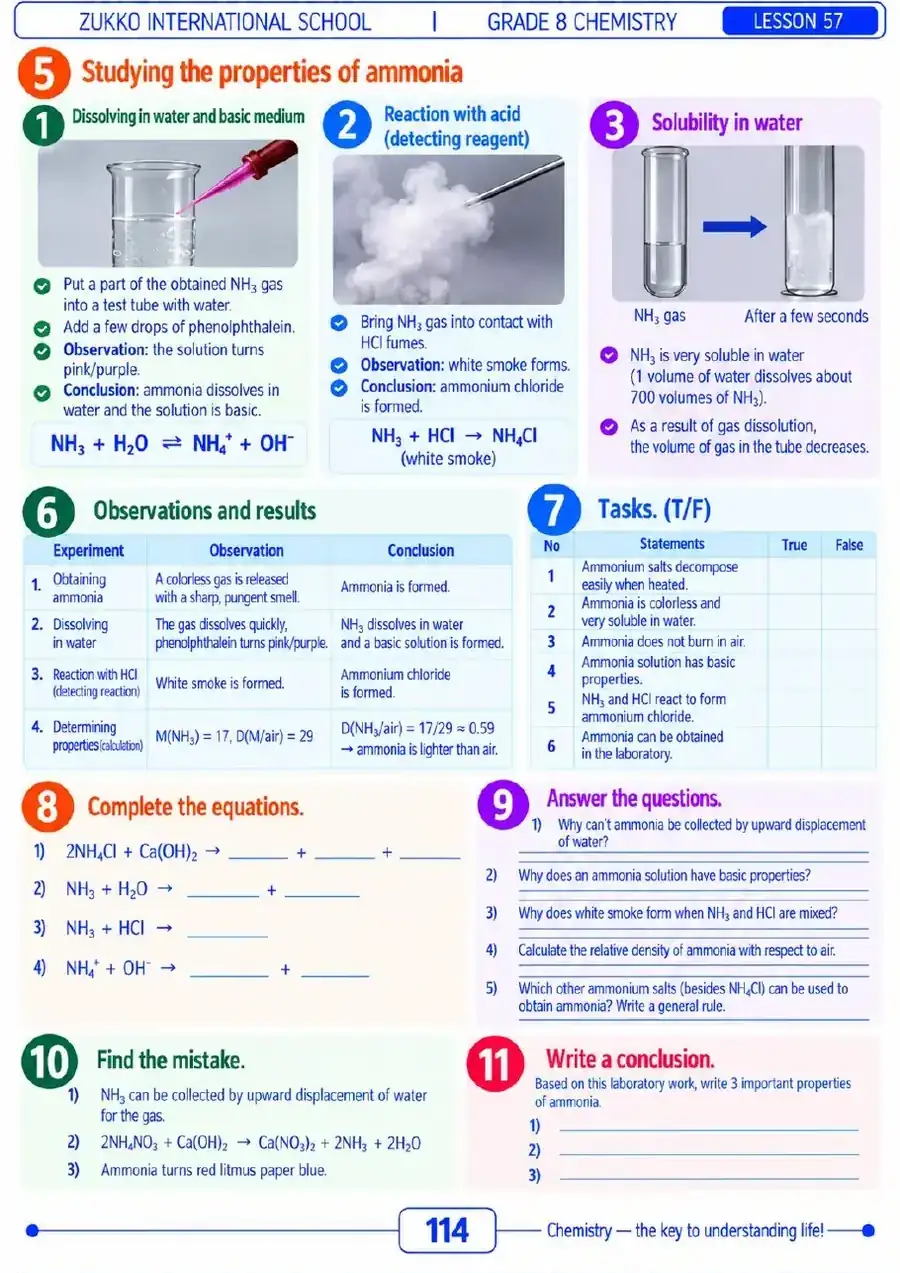 ZUKKO INTERNATIONAL SCHOOL | GRADE 8 CHEMISTRY LESSON 57
5 Studying the properties of ammonia
1 Dissolving in water and basic medium
Put a part of the obtained NH₃ gas
into a test tube with water.
Add a few drops of phenolphthalein.
Observation: the solution turns
pink/purple.
Conclusion: ammonia dissolves in
water and the solution is basic.
NH₃ + H₂O ⇌ NH₄⁺ + OH⁻
2 Reaction with acid
(detecting reagent)
Bring NH₃ gas into contact with
HCl fumes.
Observation: white smoke forms.
Conclusion: ammonium chloride
is formed.
NH₃ + HCl → NH₄Cl
(white smoke)
3 Solubility in water
NH₃ gas After a few seconds
NH₃ is very soluble in water
(1 volume of water dissolves about
700 volumes of NH₃).
As a result of gas dissolution,
the volume of gas in the tube decreases.
6 Observations and results
Experiment Observation Conclusion
1. Obtaining
ammonia
A colorless gas is released
with a sharp, pungent smell.
Ammonia is formed.
2. Dissolving
in water
The gas dissolves quickly,
phenolphthalein turns pink/purple.
NH₃ dissolves in water
and a basic solution is formed.
3. Reaction with HCl
(detecting reaction)
White smoke is formed.
Ammonium chloride
is formed.
4. Determining
properties (calculation)
M(NH₃) = 17, D(M/air) = 29
D(NH₃/air) = 17/29 ≈ 0.59
→ ammonia is lighter than air.
7 Tasks. (T/F)
No Statements True False
1 Ammonium salts decompose
easily when heated.
2 Ammonia is colorless and
very soluble in water.
3 Ammonia does not burn in air.
4 Ammonia solution has basic
properties.
5 NH₃ and HCl react to form
ammonium chloride.
6 Ammonia can be obtained
in the laboratory.
8 Complete the equations.
1) 2NH₄Cl + Ca(OH)₂ → ______ + ______ + ______
2) NH₃ + H₂O → ______ + ______
3) NH₃ + HCl → ______
4) NH₄⁺ + OH⁻ → ______ + ______
9 Answer the questions.
1) Why can't ammonia be collected by upward displacement
of water?
2) Why does an ammonia solution have basic properties?
3) Why does white smoke form when NH₃ and HCl are mixed?
4) Calculate the relative density of ammonia with respect to air.
5) Which other ammonium salts (besides NH₄Cl) can be used to
obtain ammonia? Write a general rule.
10 Find the mistake.
1) NH₃ can be collected by upward displacement of water
for the gas.
2) 2NH₄NO₃ + Ca(OH)₂ → Ca(NO₃)₂ + 2NH₃ + 2H₂O
3) Ammonia turns red litmus paper blue.
11 Write a conclusion.
Based on this laboratory work, write 3 important properties
of ammonia.
1)
2)
3)
114
Chemistry — the key to understanding life!